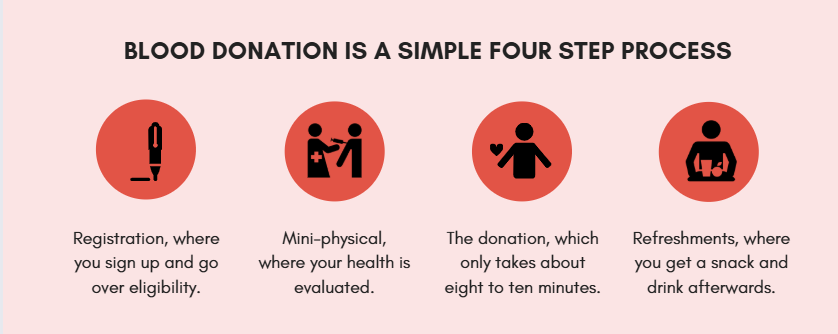 BLOOD DONATION IS A SIMPLE FOUR STEP PROCESS
Registration, where
you sign up and go
over eligibility.
Mini-physical,
where your health is
evaluated.
The donation, which
only takes about
eight to ten minutes.
Refreshments, where
you get a snack and
drink afterwards.